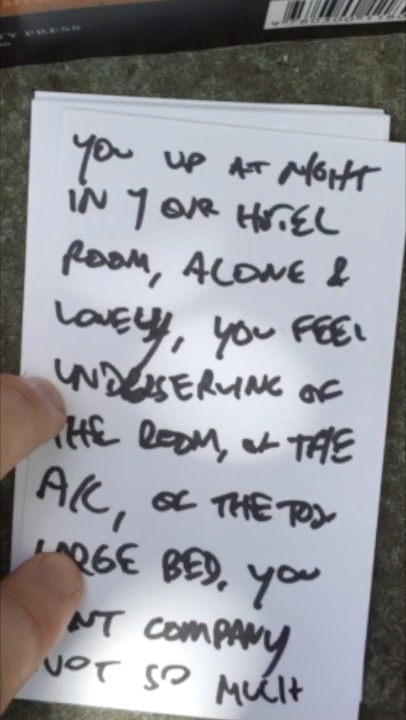 Y PRESS
YOU UP AT NIGHT
IN YOUR HOTEL
ROOM, ALONE &
LONELY, YOU FEEL
UNDESERVING OF
THE ROOM, OF THE
A/C, OF THE TOO
LARGE BED, YOU
NT COMPANY
NOT SO MUCH